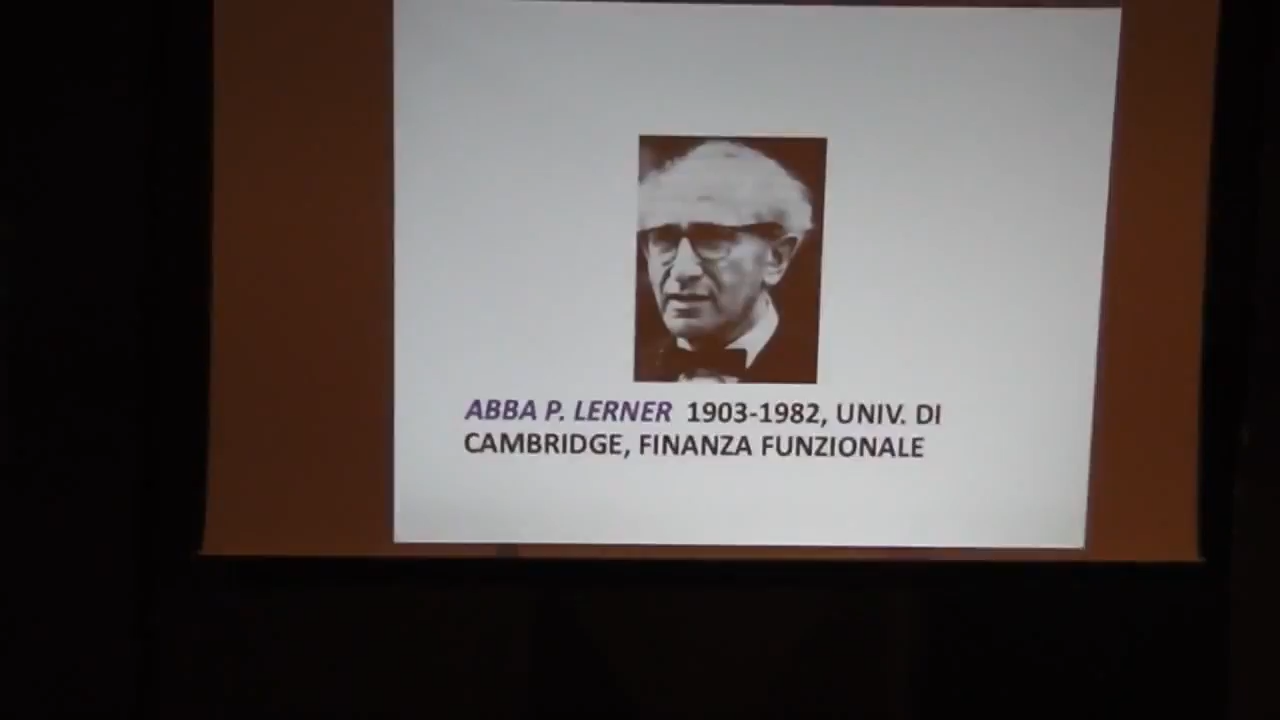 ABBA P. LERNER 1903-1982, UNIV. DI
CAMBRIDGE, FINANZA FUNZIONALE